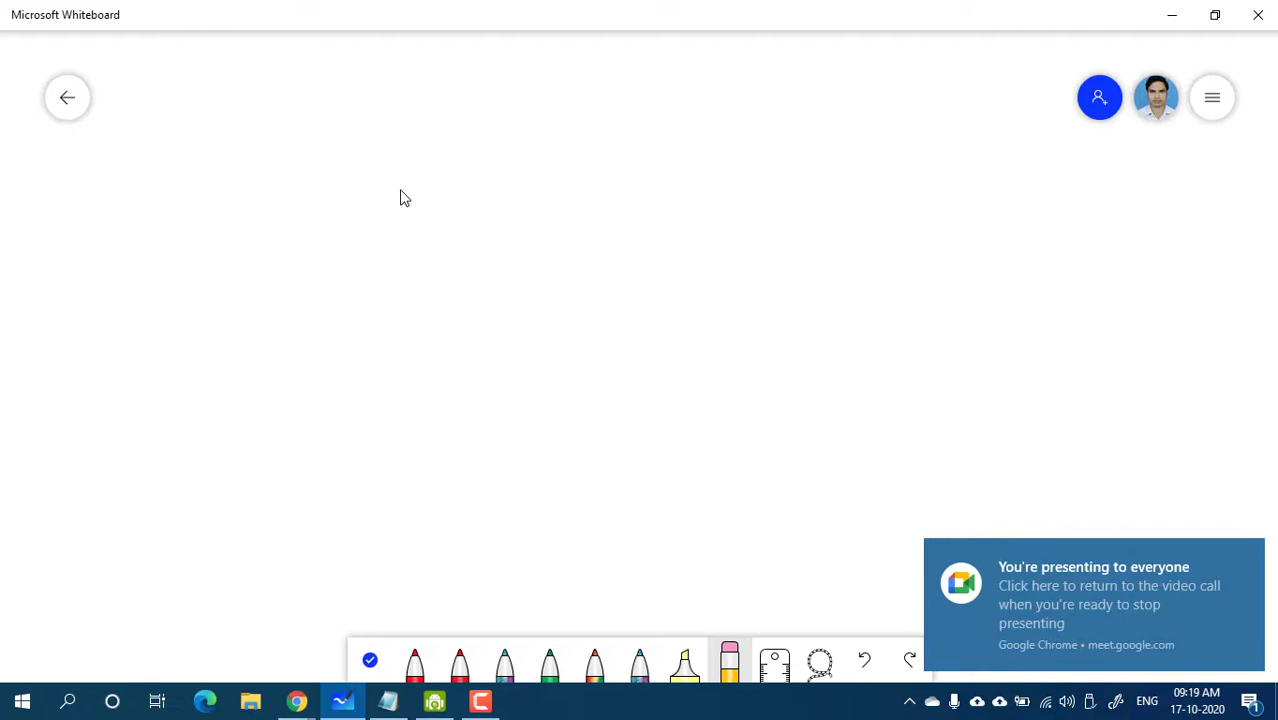 Microsoft Whiteboard
You're presenting to everyone
Click here to return to the video call
when you're ready to stop
presenting
Google Chrome • meet.google.com
ENG
09:19 AM
17-10-2020
1